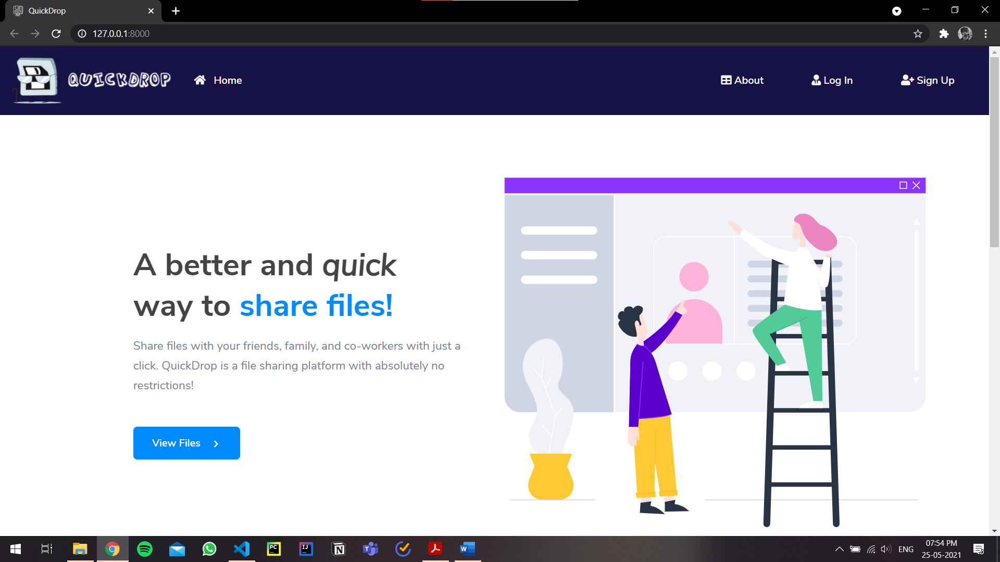 QuickDrop
127.0.0.1:8000
QUICKDROP
Home
About
Log In
Sign Up
A better and quick
way to share files!
Share files with your friends, family, and co-workers with just a
click. QuickDrop is a file sharing platform with absolutely no
restrictions!
View Files
PC
IJ
N
T
W
ENG
07:54 PM
25-05-2021